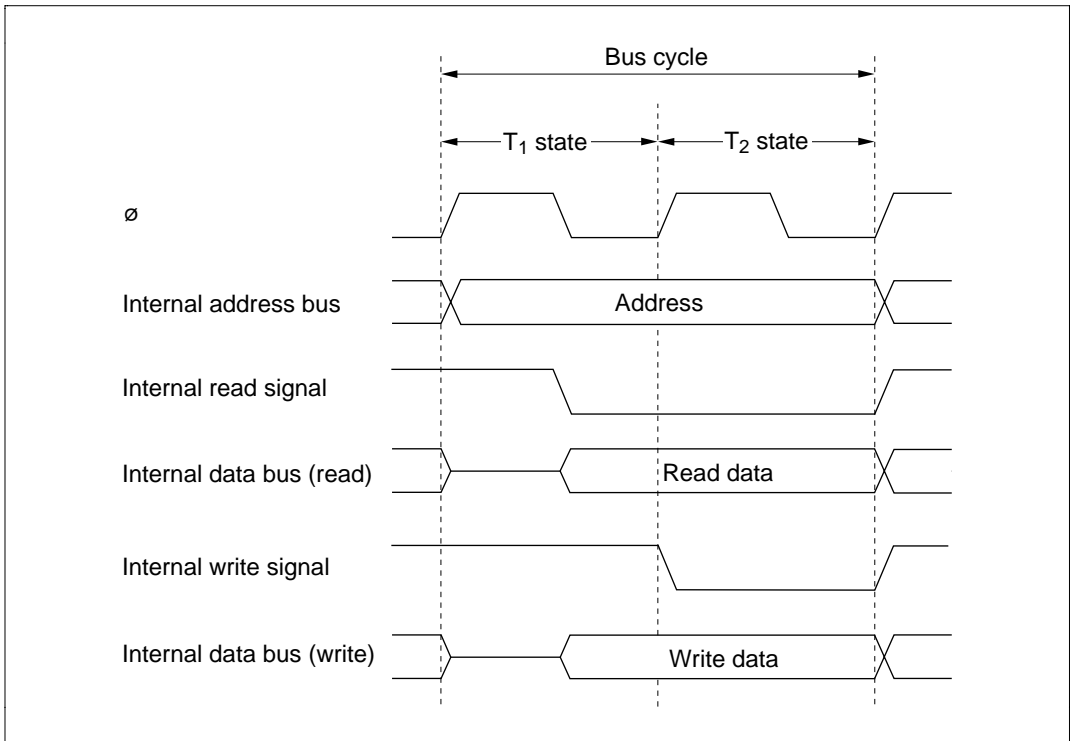 Bus cycle
T₁ state
T₂ state
ø
Internal address bus
Address
Internal read signal
Internal data bus (read)
Read data
Internal write signal
Internal data bus (write)
Write data